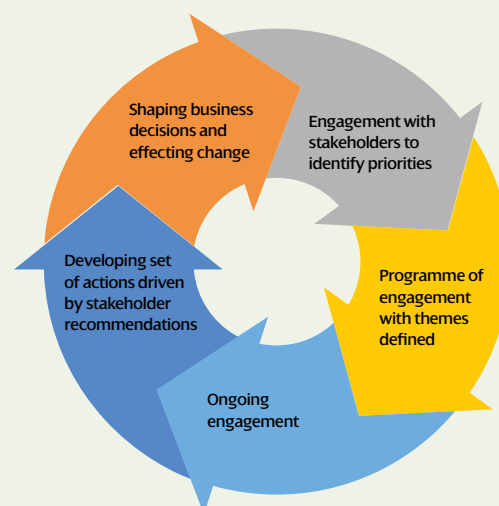 Shaping business
decisions and
effecting change
Engagement with
stakeholders to
identify priorities
Programme of
engagement
with themes
defined
Ongoing
engagement
Developing set
of actions driven
by stakeholder
recommendations